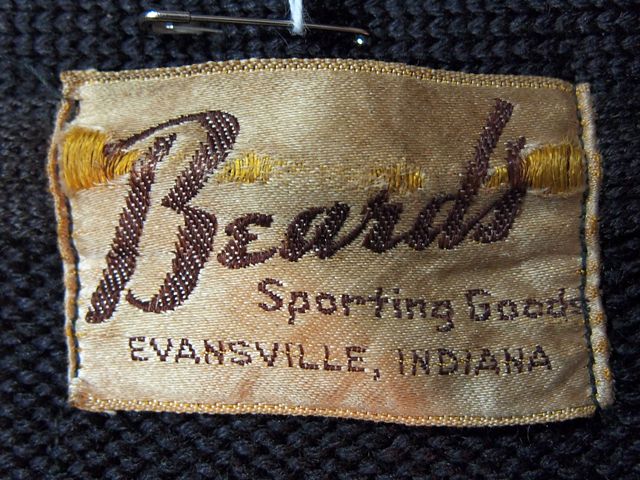 Beards
Sporting Goods
EVANSVILLE, INDIANA